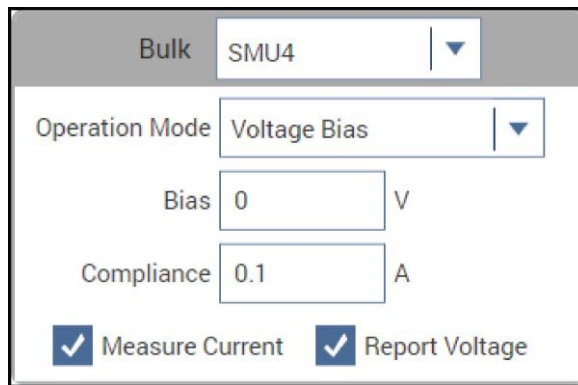 Bulk SMU4
Operation Mode Voltage Bias
Bias 0 V
Compliance 0.1 A
Measure Current Report Voltage